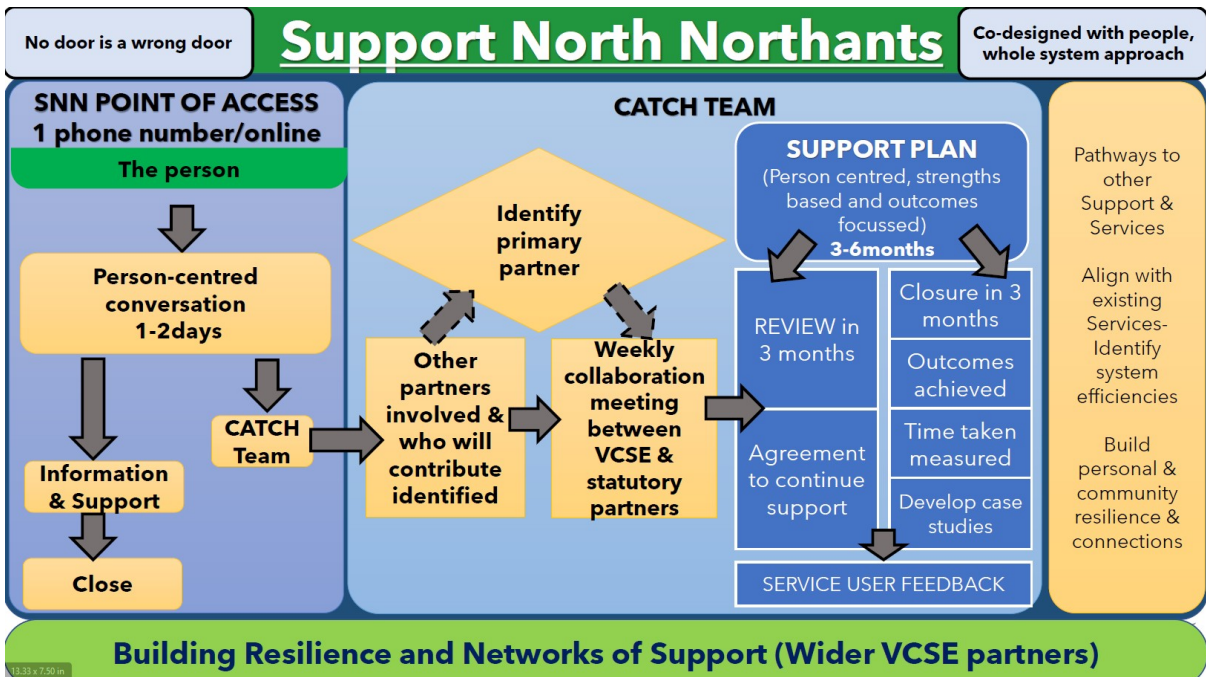 No door is a wrong door
Support North Northants
Co-designed with people,
whole system approach
SNN POINT OF ACCESS
1 phone number/online
The person
Person-centred
conversation
1-2days
Information
& Support
Close
CATCH
Team
CATCH TEAM
Identify
primary
partner
Other
partners
involved &
who will
contribute
identified
Weekly
collaboration
meeting
between
VCSE &
statutory
partners
SUPPORT PLAN
(Person centred, strengths
based and outcomes
focussed)
3-6months
REVIEW in
3 months
Agreement
to continue
support
Closure in 3
months
Outcomes
achieved
Time taken
measured
Develop case
studies
SERVICE USER FEEDBACK
Pathways to
other
Support &
Services
Align with
existing
Services-
Identify
system
efficiencies
Build
personal &
community
resilience &
connections
Building Resilience and Networks of Support (Wider VCSE partners)
13.33 x 7.50 in